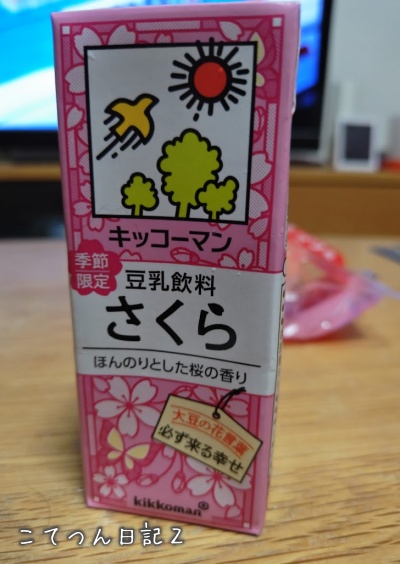 キッコーマン
季節
限定
豆乳飲料
さくら
ほんのりとした桜の香り
大豆の花言葉
必ず来る幸せ
kikkoman®
こてつん日記2